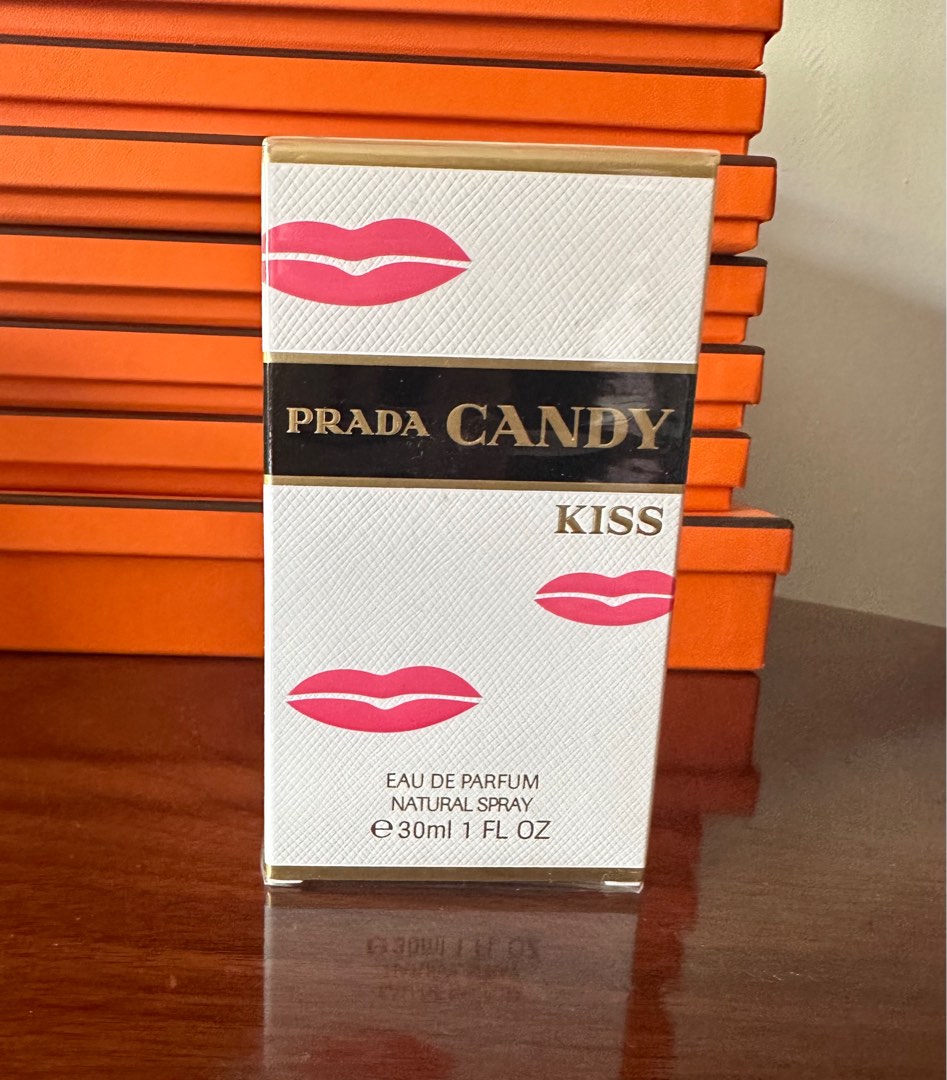 PRADA CANDY
KISS
EAU DE PARFUM
NATURAL SPRAY
℮30ml 1 FL OZ